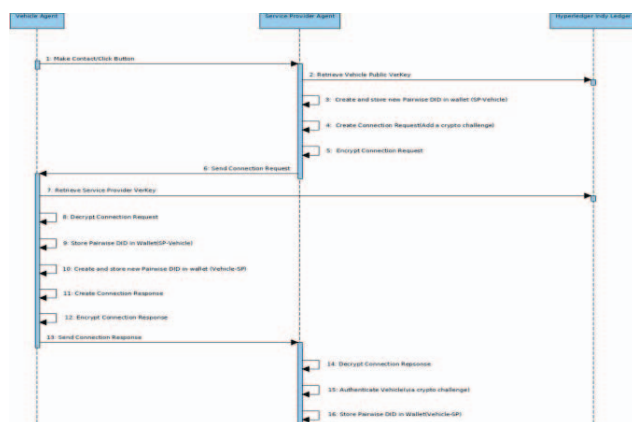 Vehicle Agent
Service Provider Agent
Hyperledger Indy Ledger
1: Make Contact/Click Button
2: Retrieve Vehicle Public VerKey
3: Create and store new Pairwise DID in wallet (SP-Vehicle)
4: Create Connection Request(Add a crypto challenge)
5: Encrypt Connection Request
6: Send Connection Request
7: Retrieve Service Provider VerKey
8: Decrypt Connection Request
9: Store Pairwise DID in Wallet(SP-Vehicle)
10: Create and store new Pairwise DID in wallet (Vehicle-SP)
11: Create Connection Response
12: Encrypt Connection Response
13: Send Connection Response
14: Decrypt Connection Reponse
15: Authenticate Vehicle(via crypto challenge)
16: Store Pairwise DID in Wallet(Vehicle-SP)